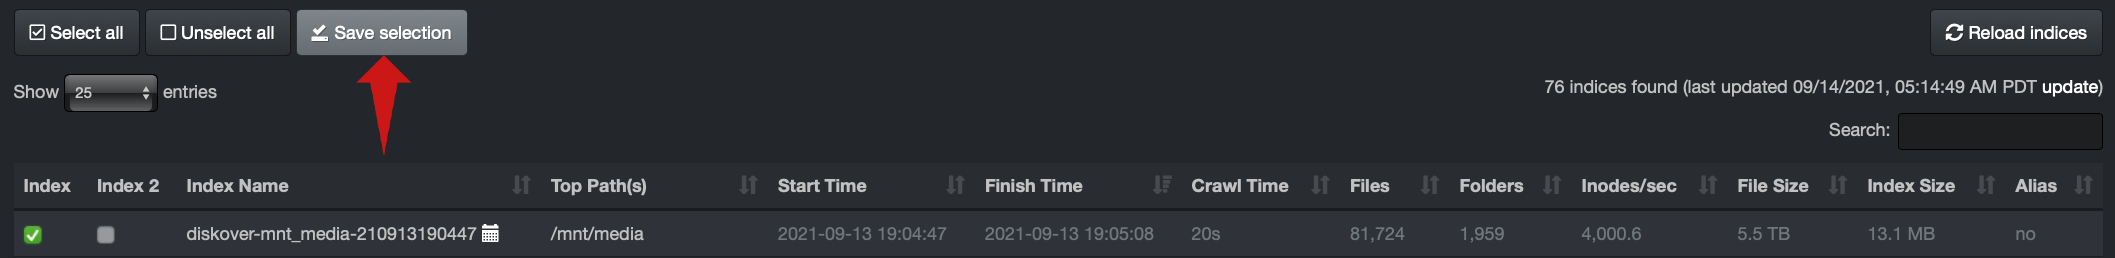 Select all Unselect all Save selection Reload indices
Show 25 entries
76 indices found (last updated 09/14/2021, 05:14:49 AM PDT update)
Search:
Index Index 2 Index Name Top Path(s) Start Time Finish Time Crawl Time Files Folders Inodes/sec File Size Index Size Alias
diskover-mnt_media-210913190447 /mnt/media 2021-09-13 19:04:47 2021-09-13 19:05:08 20s 81,724 1,959 4,000.6 5.5 TB 13.1 MB no